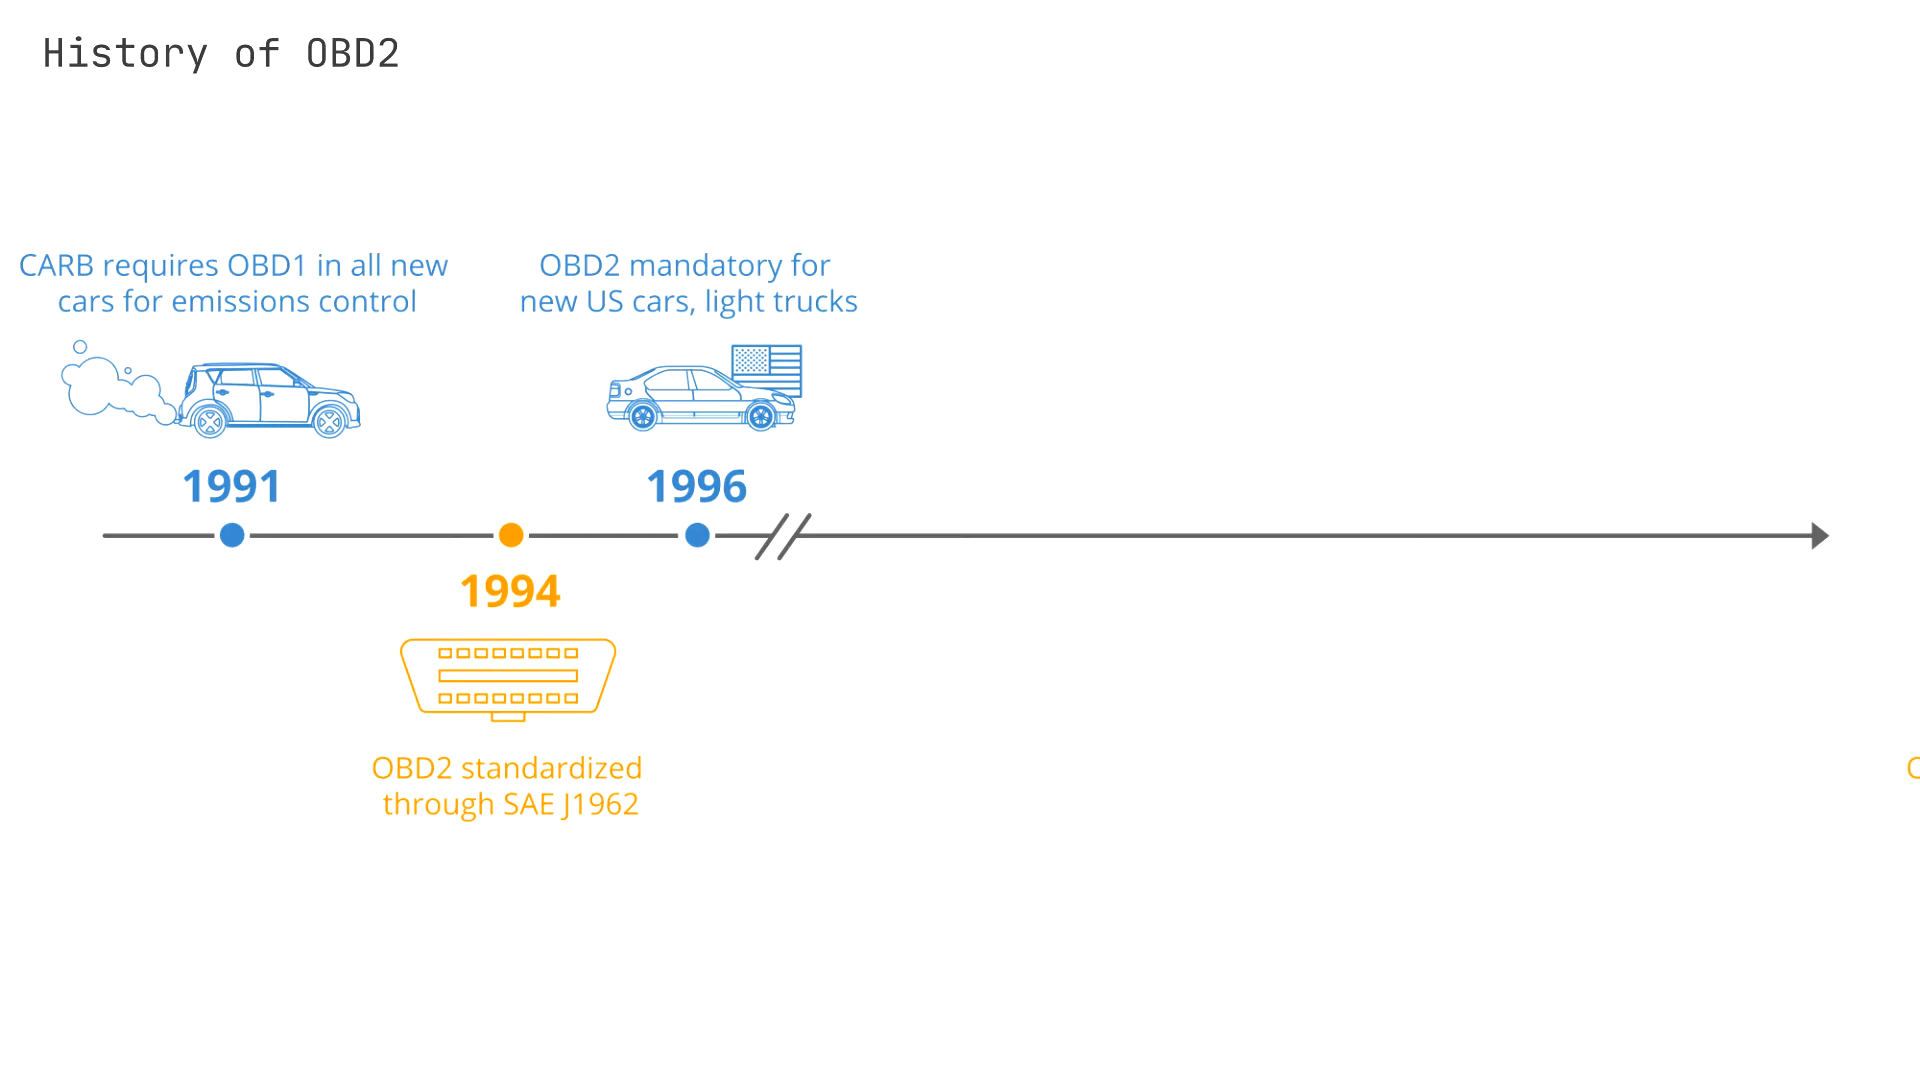 History of OBD2
CARB requires OBD1 in all new
cars for emissions control
OBD2 mandatory for
new US cars, light trucks
1991
1996
1994
OBD2 standardized
through SAE J1962